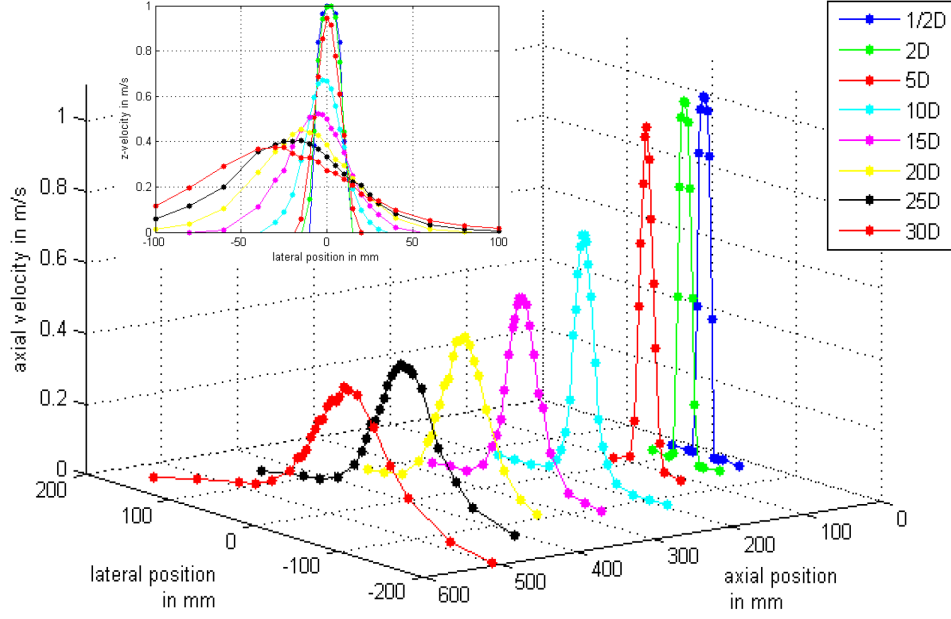 1
0.8
0.6
0.4
0.2
0
-100
-50
0
50
100
z-velocity in m/s
lateral position in mm
1/2D
2D
5D
10D
15D
20D
25D
30D
1
0.8
0.6
0.4
0.2
0
axial velocity in m/s
200
100
0
-100
-200
lateral position
in mm
600
500
400
300
200
100
0
axial position
in mm